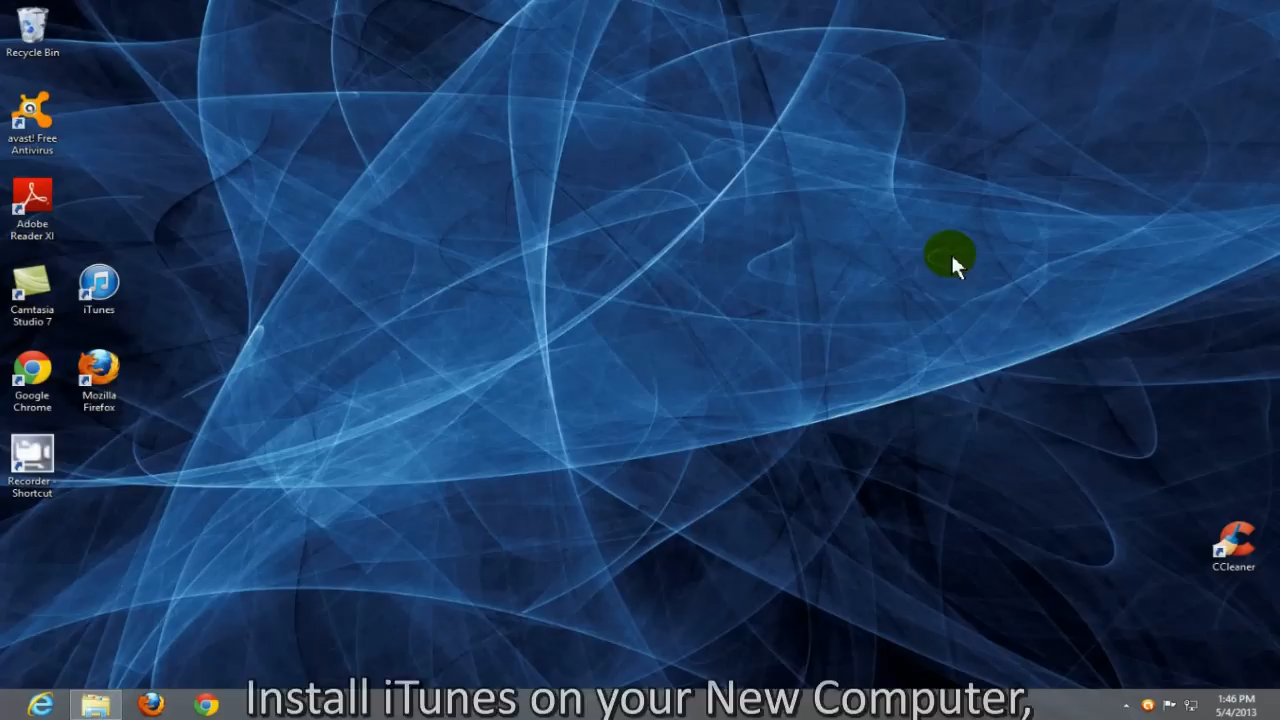 Recycle Bin
avast! Free
Antivirus
Adobe
Reader XI
Camtasia
Studio 7
iTunes
Google
Chrome
Mozilla
Firefox
Recorder -
Shortcut
CCleaner
Install iTunes on your New Computer,
1:46 PM
5/4/2013